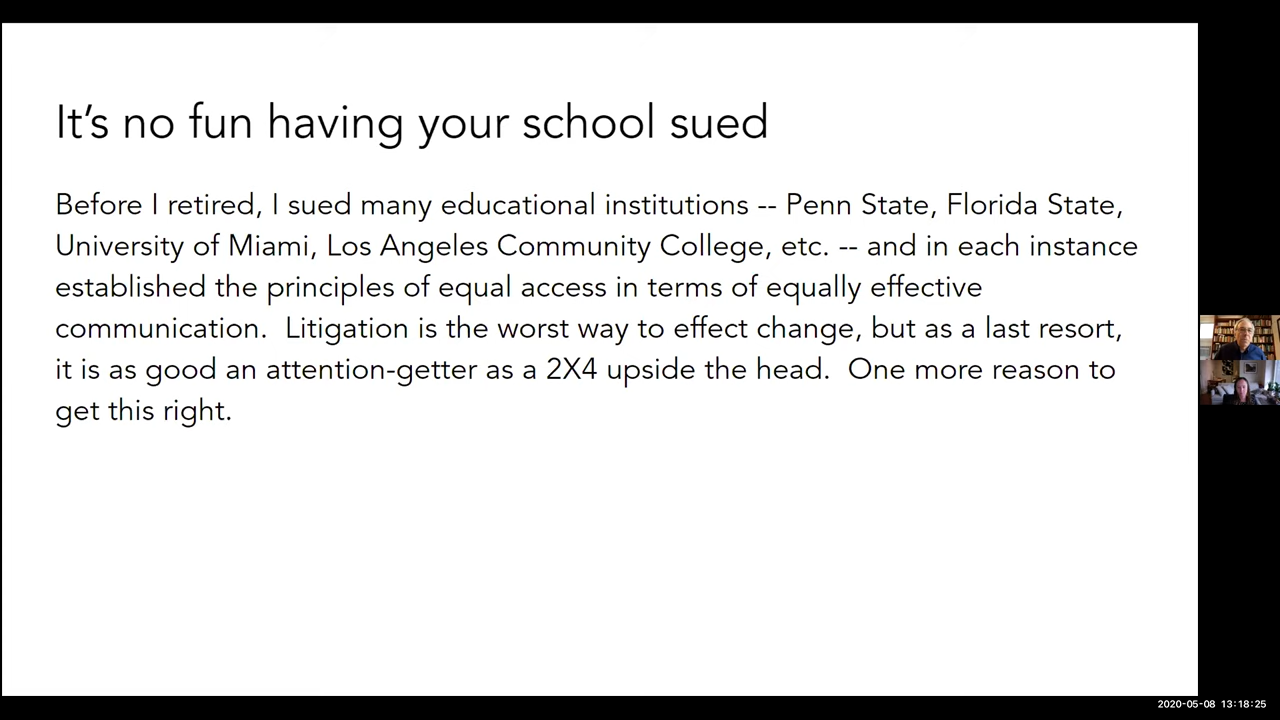 It’s no fun having your school sued
Before I retired, I sued many educational institutions -- Penn State, Florida State,
University of Miami, Los Angeles Community College, etc. -- and in each instance
established the principles of equal access in terms of equally effective
communication.  Litigation is the worst way to effect change, but as a last resort,
it is as good an attention-getter as a 2X4 upside the head.  One more reason to
get this right.
2020-05-08 13:18:25